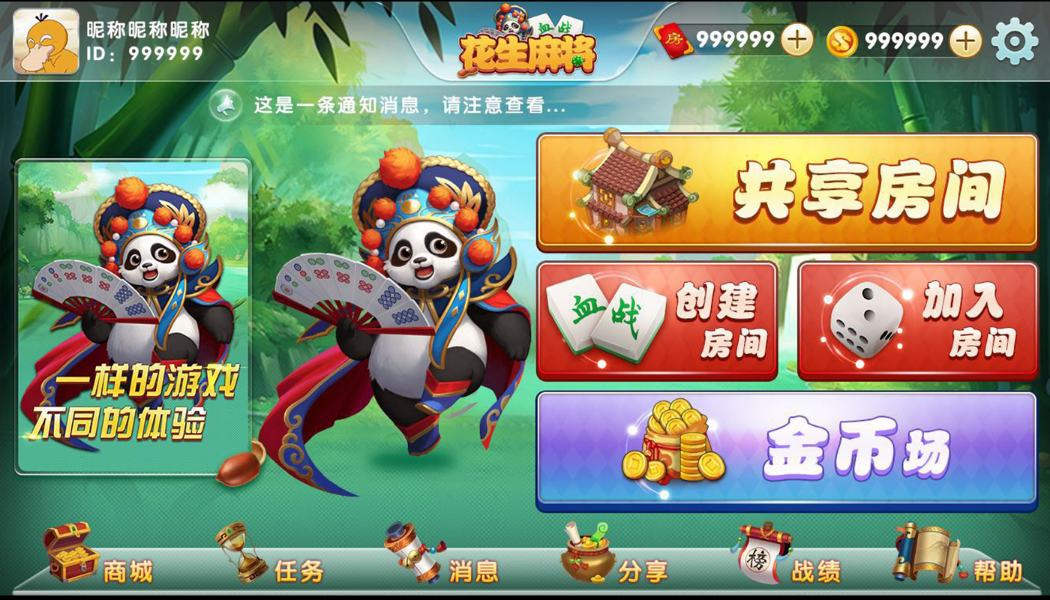 昵称昵称昵称
ID：999999
血战
花生麻将
房
999999
999999
这是一条通知消息，请注意查看...
一样的游戏
不同的体验
共享房间
血战
创建
房间
加入
房间
金币场
商城
任务
消息
分享
榜
战绩
帮助